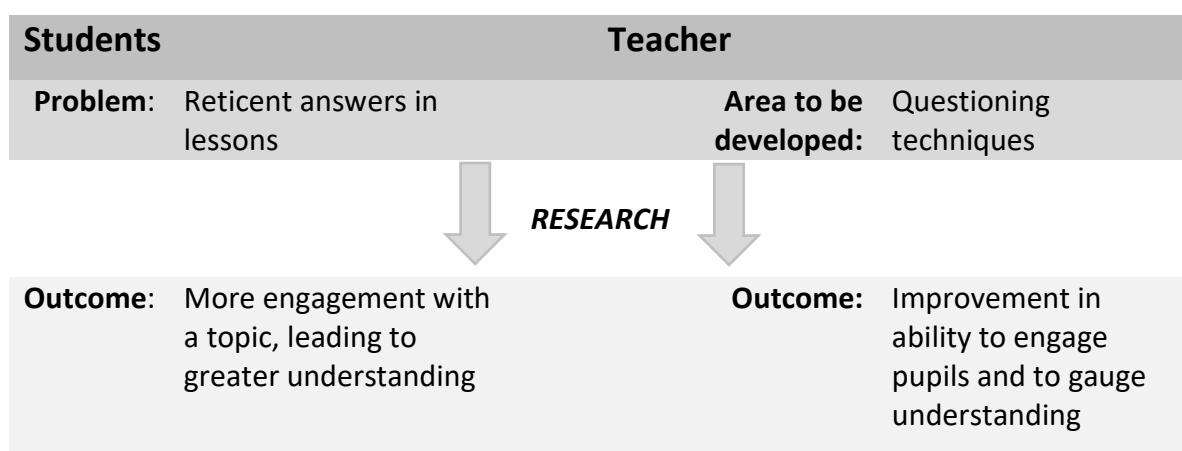 Students
Teacher
Problem: Reticent answers in
lessons
Area to be Questioning
developed: techniques
RESEARCH
Outcome: More engagement with
a topic, leading to
greater understanding
Outcome: Improvement in
ability to engage
pupils and to gauge
understanding